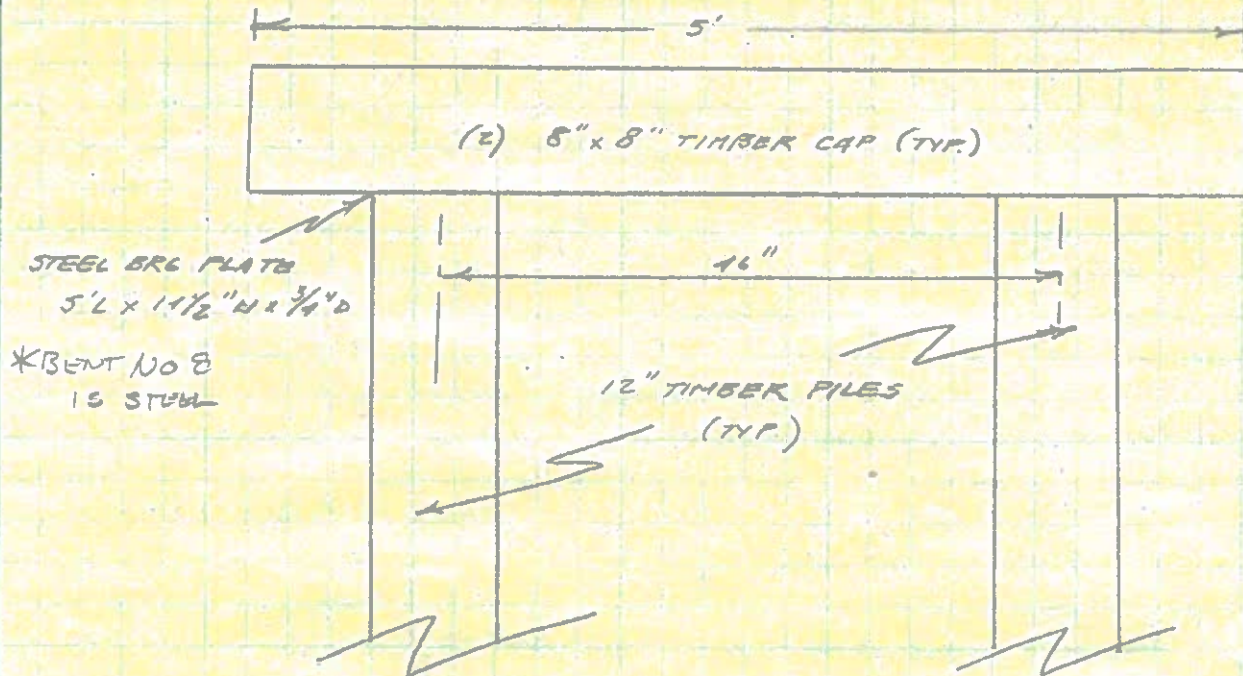 5'
(2) 8" x 8" TIMBER CAP (TYP.)
STEEL BRG PLATE
5'L x 14 1/2" W x 3/4" D
46"
*BENT NO 8
IS STEEL
12" TIMBER PILES
(TYP.)